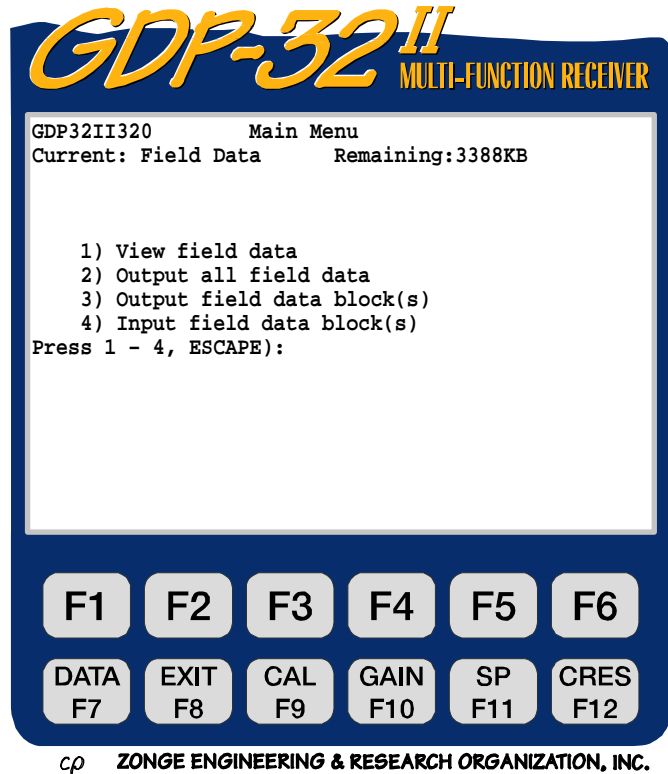 GDP-32 II
MULTI-FUNCTION RECEIVER
GDP32II320 Main Menu
Current: Field Data Remaining:3388KB
1) View field data
2) Output all field data
3) Output field data block(s)
4) Input field data block(s)
Press 1 - 4, ESCAPE):
F1 F2 F3 F4 F5 F6
DATA EXIT CAL GAIN SP CRES
F7 F8 F9 F10 F11 F12
cρ ZONGE ENGINEERING & RESEARCH ORGANIZATION, INC.